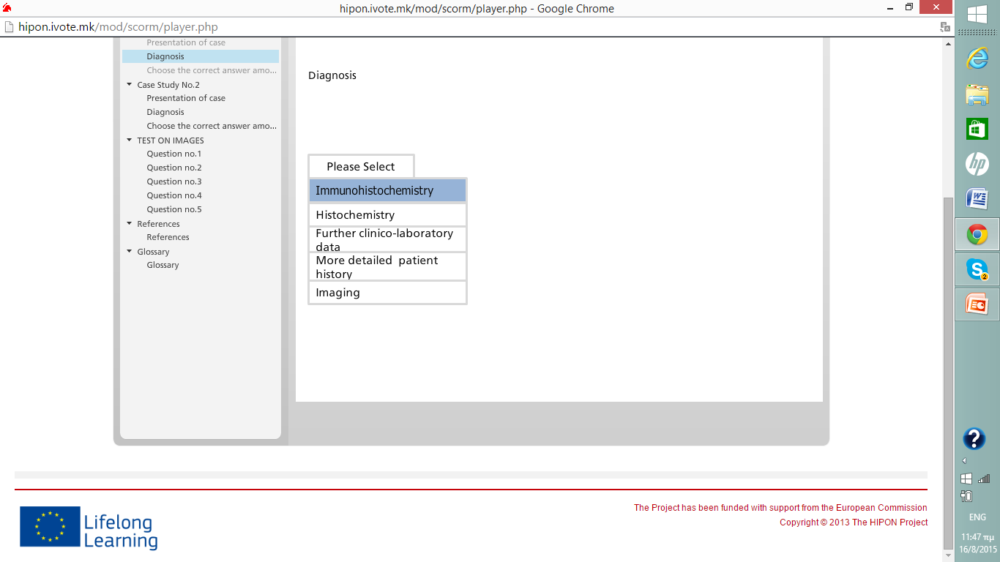 hipon.ivote.mk/mod/scorm/player.php - Google Chrome
hipon.ivote.mk/mod/scorm/player.php
Presentation of case
Diagnosis
Choose the correct answer amo...
Case Study No.2
Presentation of case
Diagnosis
Choose the correct answer amo...
TEST ON IMAGES
Question no.1
Question no.2
Question no.3
Question no.4
Question no.5
References
References
Glossary
Glossary
Diagnosis
Please Select
Immunohistochemistry
Histochemistry
Further clinico-laboratory
data
More detailed patient
history
Imaging
The Project has been funded with support from the European Commission
Copyright © 2013 The HIPON Project
Lifelong
Learning
hp
W
S
2
P
?
ENG
11:47 πμ
16/8/2015